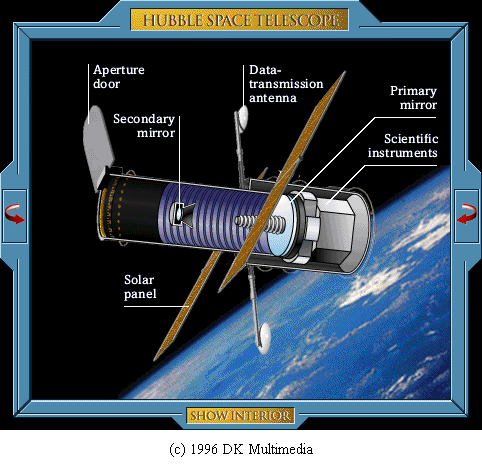 HUBBLE SPACE TELESCOPE
Aperture
door
Data-
transmission
antenna
Primary
mirror
Secondary
mirror
Scientific
instruments
Solar
panel
SHOW INTERIOR
(c) 1996 DK Multimedia